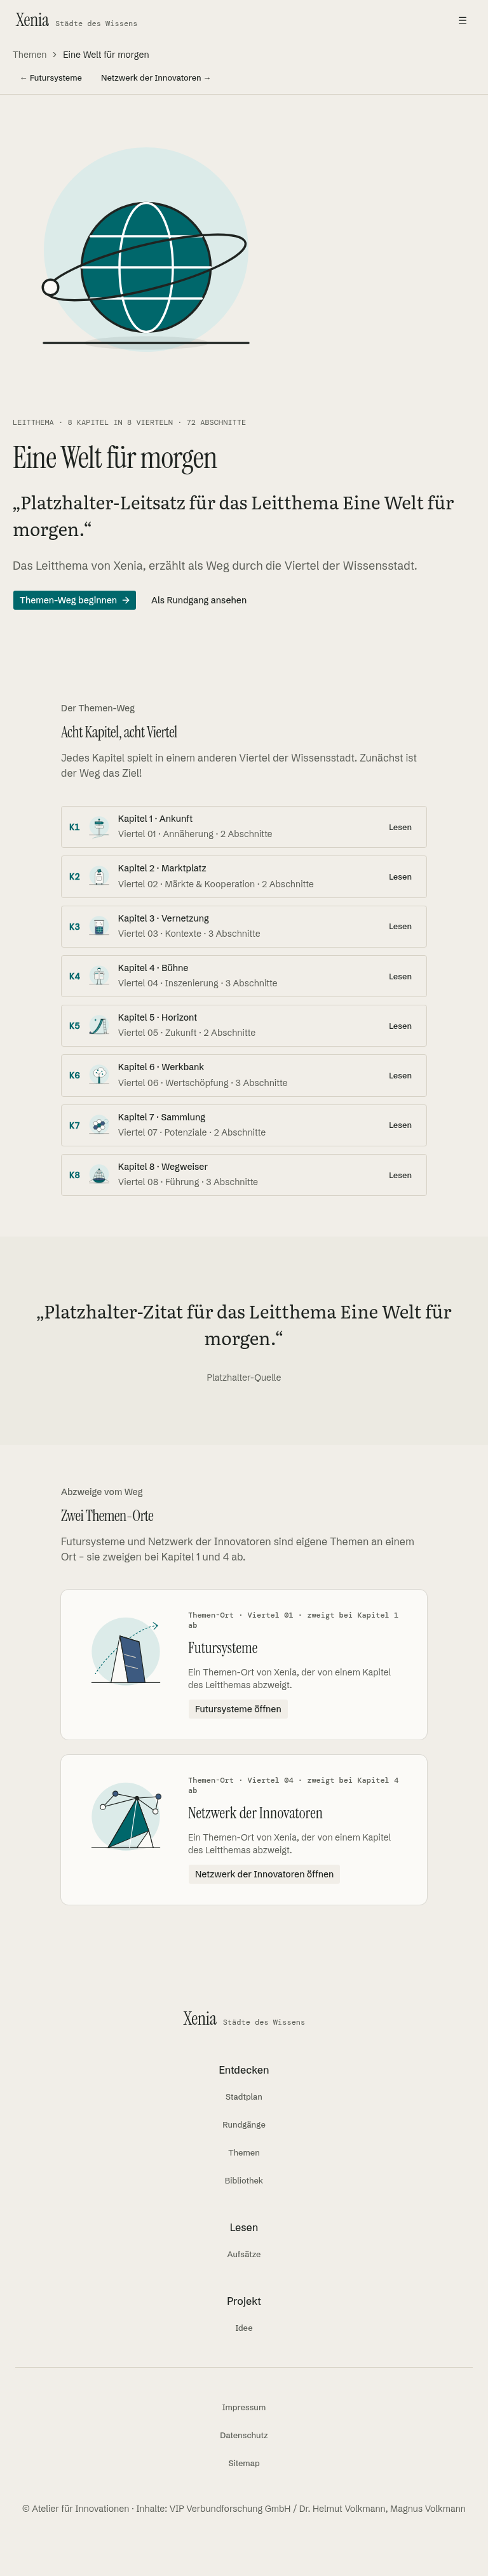 Xenia Städte des Wissens
Themen > Eine Welt für morgen
← Futursysteme Netzwerk der Innovatoren →
LEITTHEMA · 8 KAPITEL IN 8 VIERTELN · 72 ABSCHNITTE
Eine Welt für morgen
„Platzhalter-Leitsatz für das Leitthema Eine Welt für
morgen.“
Das Leitthema von Xenia, erzählt als Weg durch die Viertel der Wissensstadt.
Themen-Weg beginnen → Als Rundgang ansehen
Der Themen-Weg
Acht Kapitel, acht Viertel
Jedes Kapitel spielt in einem anderen Viertel der Wissensstadt. Zunächst ist
der Weg das Ziel!
K1 Kapitel 1 · Ankunft
Viertel 01 · Annäherung · 2 Abschnitte
Lesen
K2 Kapitel 2 · Marktplatz
Viertel 02 · Märkte & Kooperation · 2 Abschnitte
Lesen
K3 Kapitel 3 · Vernetzung
Viertel 03 · Kontexte · 3 Abschnitte
Lesen
K4 Kapitel 4 · Bühne
Viertel 04 · Inszenierung · 3 Abschnitte
Lesen
K5 Kapitel 5 · Horizont
Viertel 05 · Zukunft · 2 Abschnitte
Lesen
K6 Kapitel 6 · Werkbank
Viertel 06 · Wertschöpfung · 3 Abschnitte
Lesen
K7 Kapitel 7 · Sammlung
Viertel 07 · Potenziale · 2 Abschnitte
Lesen
K8 Kapitel 8 · Wegweiser
Viertel 08 · Führung · 3 Abschnitte
Lesen
„Platzhalter-Zitat für das Leitthema Eine Welt für
morgen.“
Platzhalter-Quelle
Abzweige vom Weg
Zwei Themen-Orte
Futursysteme und Netzwerk der Innovatoren sind eigene Themen an einem
Ort – sie zweigen bei Kapitel 1 und 4 ab.
Themen-Ort · Viertel 01 · zweigt bei Kapitel 1
ab
Futursysteme
Ein Themen-Ort von Xenia, der von einem Kapitel
des Leitthemas abzweigt.
Futursysteme öffnen
Themen-Ort · Viertel 04 · zweigt bei Kapitel 4
ab
Netzwerk der Innovatoren
Ein Themen-Ort von Xenia, der von einem Kapitel
des Leitthemas abzweigt.
Netzwerk der Innovatoren öffnen
Xenia Städte des Wissens
Entdecken
Stadtplan
Rundgänge
Themen
Bibliothek
Lesen
Aufsätze
Projekt
Idee
Impressum
Datenschutz
Sitemap
© Atelier für Innovationen · Inhalte: VIP Verbundforschung GmbH / Dr. Helmut Volkmann, Magnus Volkmann